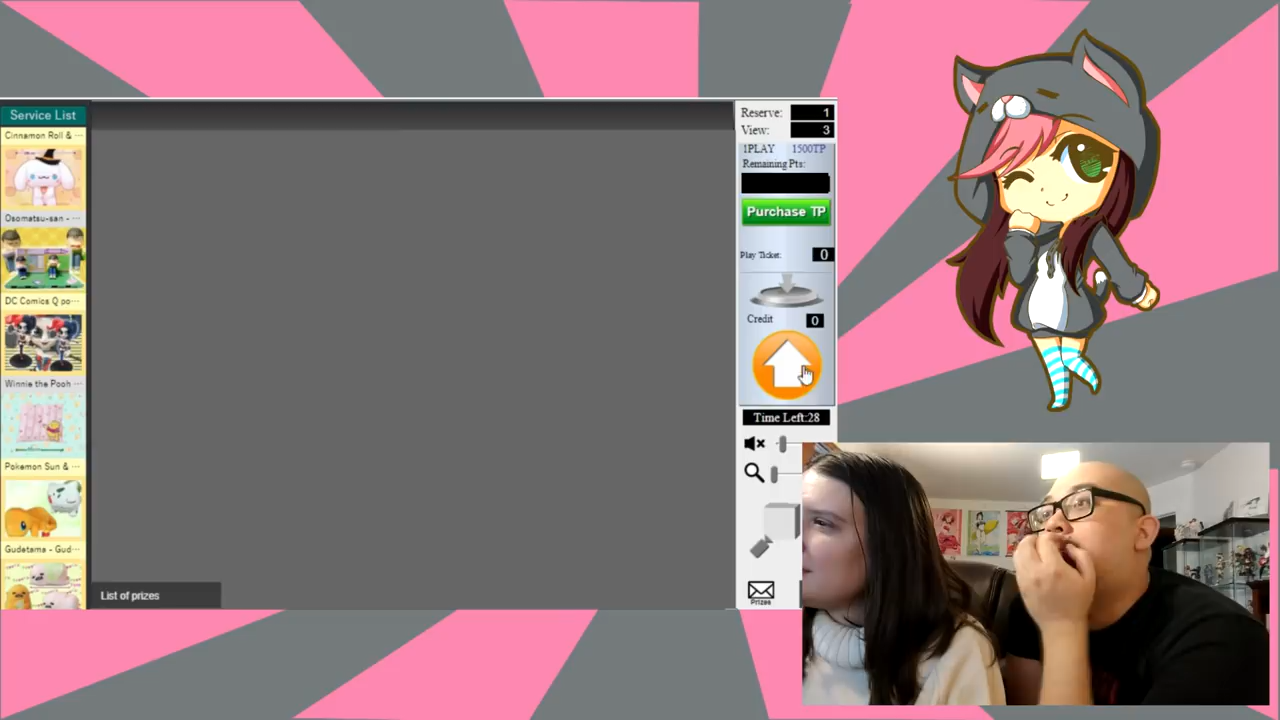 Service List
Cinnamon Roll & ···
Osomatsu-san - ···
DC Comics Q po···
Winnie the Pooh ···
Pokemon Sun & ···
Gudetama - Gud···
List of prizes
Reserve: 1
View: 3
1PLAY 1500TP
Remaining Pts:
Purchase TP
Play Ticket: 0
Credit 0
Time Left:28
Prizes